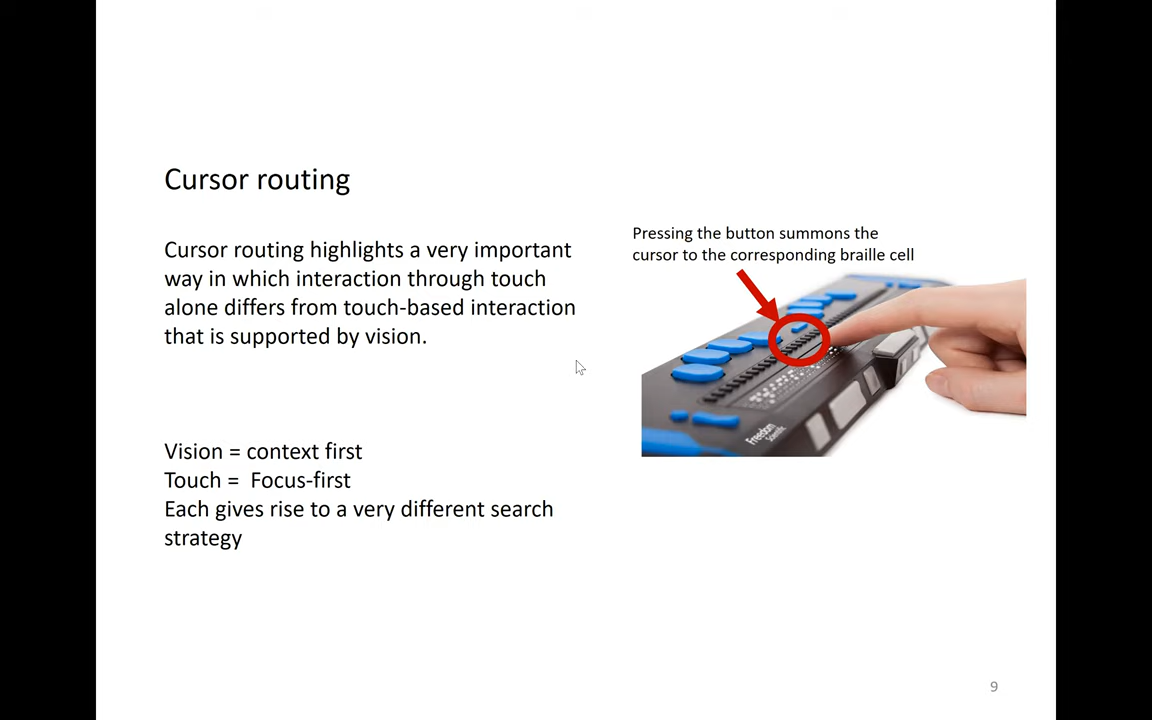 Cursor routing
Cursor routing highlights a very important
way in which interaction through touch
alone differs from touch-based interaction
that is supported by vision.
Vision = context first
Touch =  Focus-first
Each gives rise to a very different search
strategy
Pressing the button summons the
cursor to the corresponding braille cell
Freedom
Scientific
9